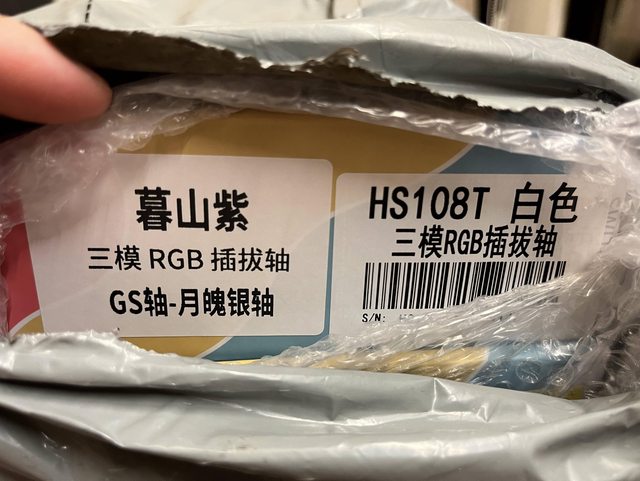 暮山紫
三模 RGB 插拔轴
GS轴-月魄银轴
HS108T 白色
三模RGB插拔轴
S/N: